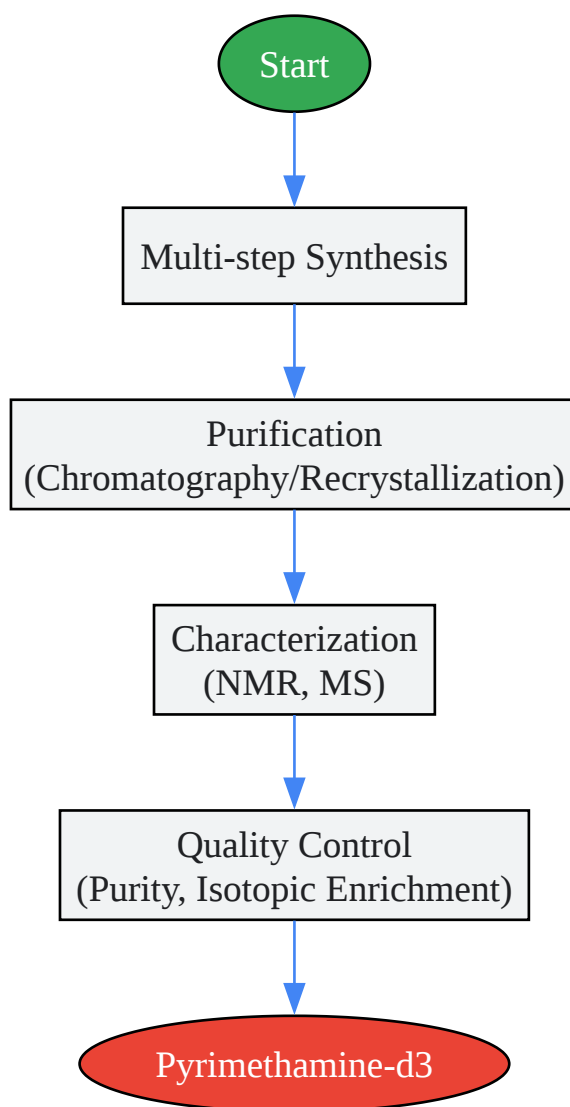 Start
Multi-step Synthesis
Purification
(Chromatography/Recrystallization)
Characterization
(NMR, MS)
Quality Control
(Purity, Isotopic Enrichment)
Pyrimethamine-d3